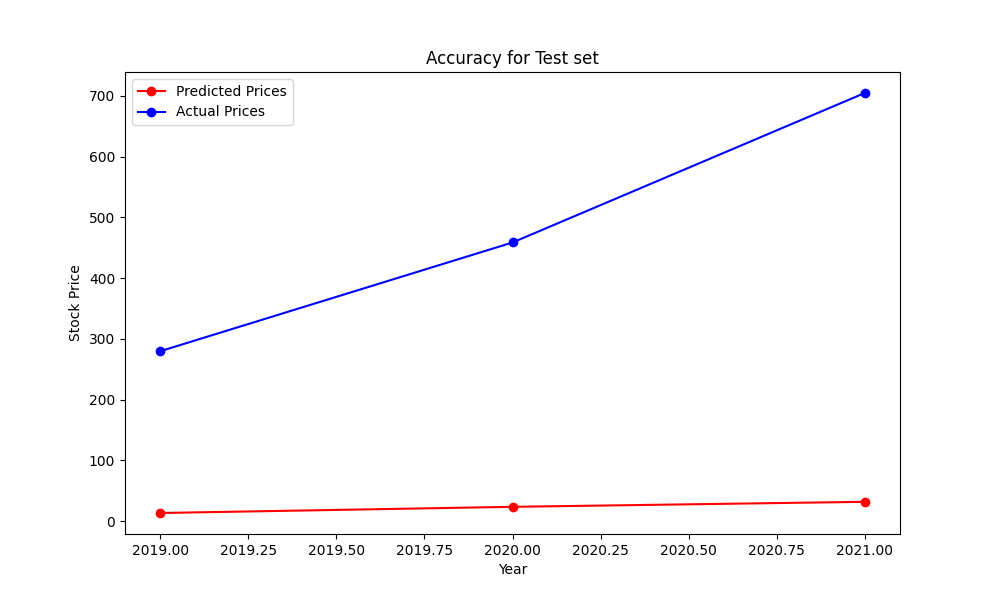 Accuracy for Test set
Predicted Prices
Actual Prices
Stock Price
700
600
500
400
300
200
100
0
2019.00 2019.25 2019.50 2019.75 2020.00 2020.25 2020.50 2020.75 2021.00
Year